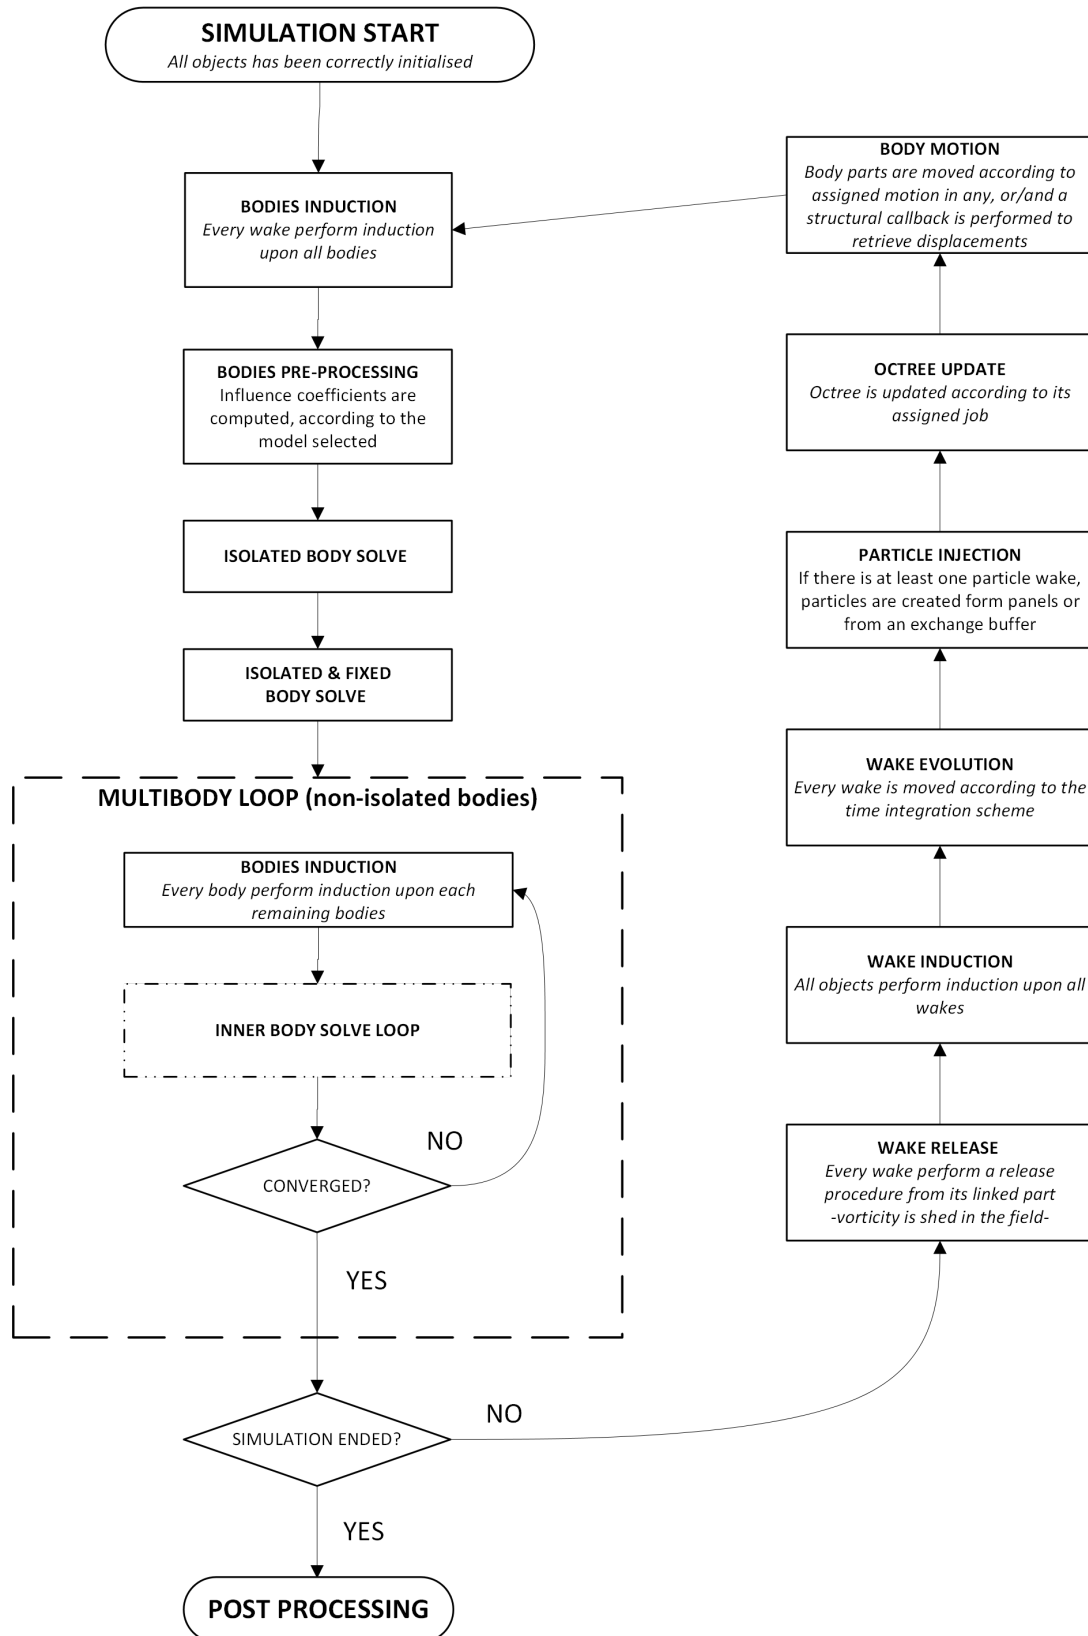 SIMULATION START
All objects has been correctly initialised
BODIES INDUCTION
Every wake perform induction
upon all bodies
BODIES PRE-PROCESSING
Influence coefficients are
computed, according to the
model selected
ISOLATED BODY SOLVE
ISOLATED & FIXED
BODY SOLVE
MULTIBODY LOOP (non-isolated bodies)
BODIES INDUCTION
Every body perform induction upon each
remaining bodies
INNER BODY SOLVE LOOP
NO
CONVERGED?
YES
NO
SIMULATION ENDED?
YES
POST PROCESSING
BODY MOTION
Body parts are moved according to
assigned motion in any, or/and a
structural callback is performed to
retrieve displacements
OCTREE UPDATE
Octree is updated according to its
assigned job
PARTICLE INJECTION
If there is at least one particle wake,
particles are created form panels or
from an exchange buffer
WAKE EVOLUTION
Every wake is moved according to the
time integration scheme
WAKE INDUCTION
All objects perform induction upon all
wakes
WAKE RELEASE
Every wake perform a release
procedure from its linked part
-vorticity is shed in the field-